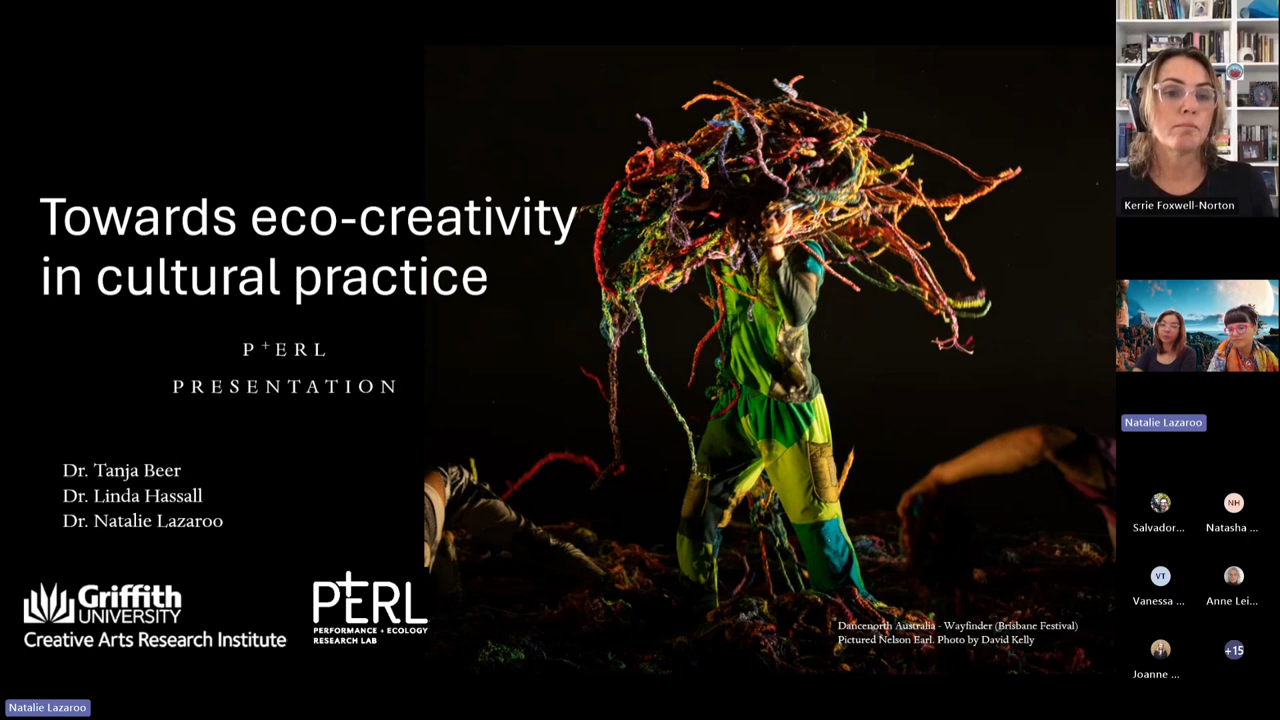 Towards eco-creativity
in cultural practice
P+ERL
PRESENTATION
Dr. Tanja Beer
Dr. Linda Hassall
Dr. Natalie Lazaroo
Griffith
UNIVERSITY
Creative Arts Research Institute
P+ERL
PERFORMANCE + ECOLOGY
RESEARCH LAB
Dancenorth Australia - Wayfinder (Brisbane Festival)
Pictured Nelson Earl. Photo by David Kelly
Natalie Lazaroo
Kerrie Foxwell-Norton
Natalie Lazaroo
Salvador...
NH
Natasha ...
VT
Vanessa ...
Anne Lei...
Joanne ...
+15